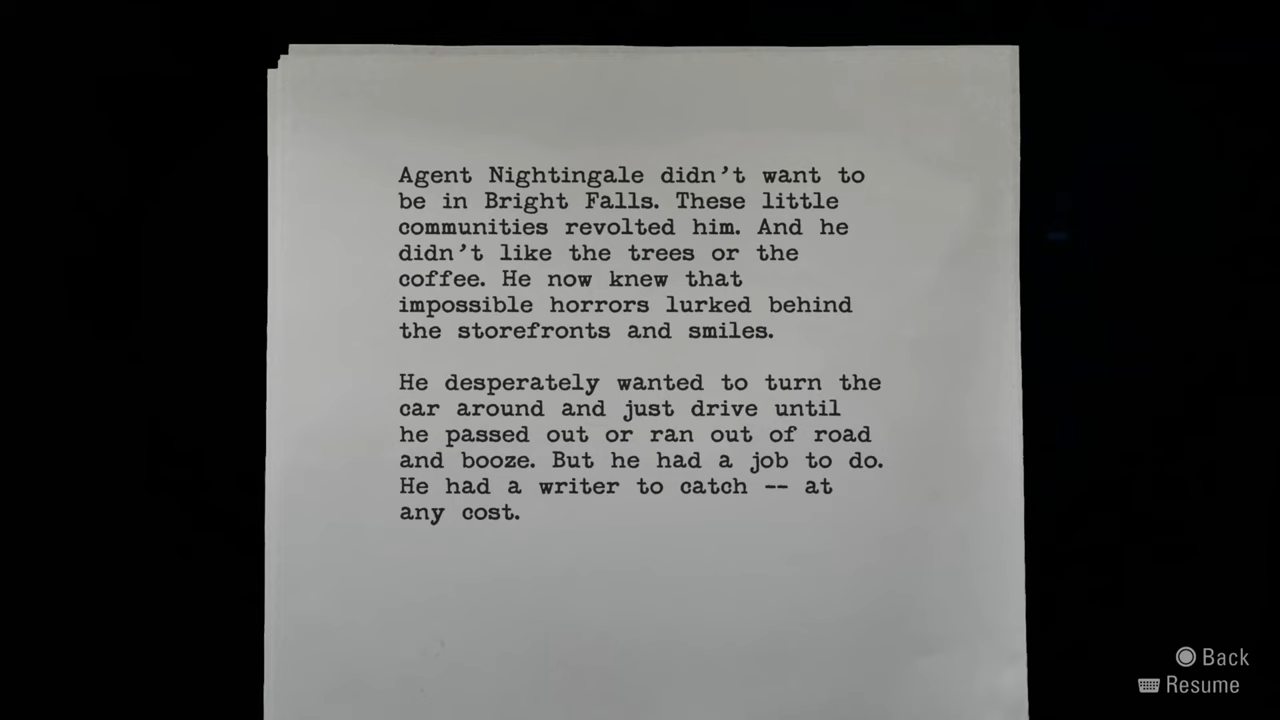 Agent Nightingale didn't want to
be in Bright Falls. These little
communities revolted him. And he
didn't like the trees or the
coffee. He now knew that
impossible horrors lurked behind
the storefronts and smiles.
He desperately wanted to turn the
car around and just drive until
he passed out or ran out of road
and booze. But he had a job to do.
He had a writer to catch -- at
any cost.
Back
Resume